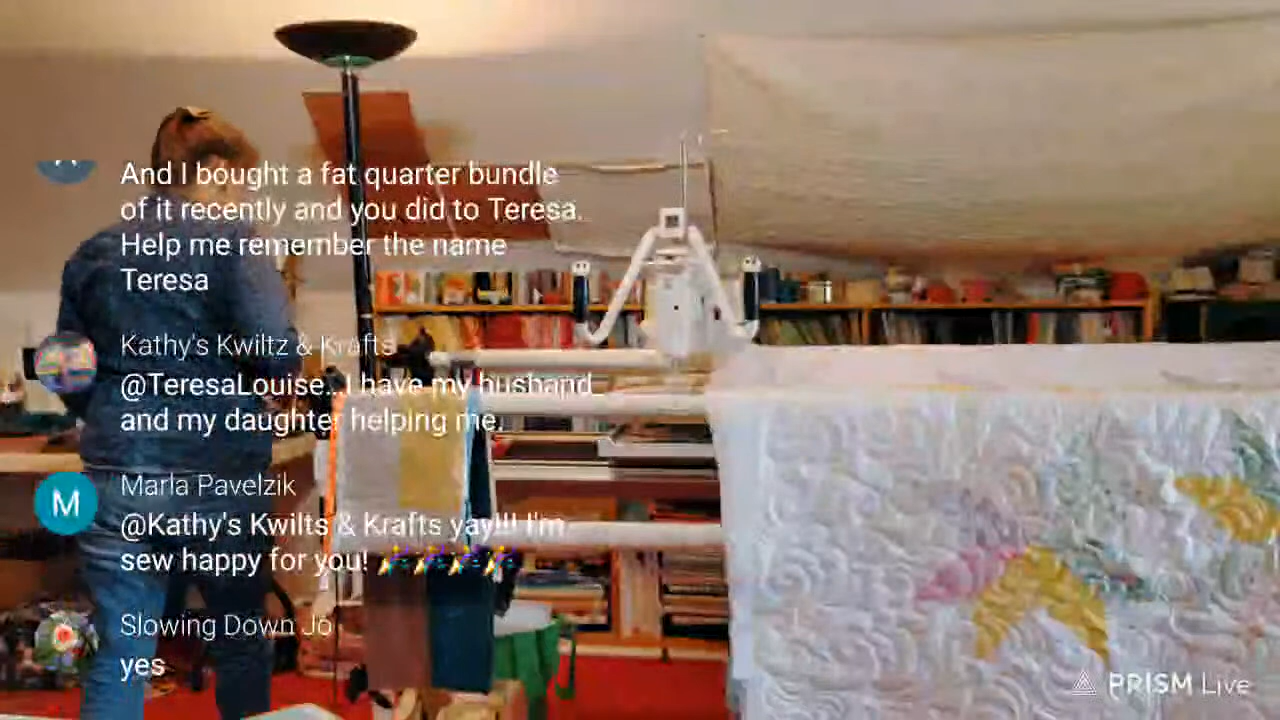 And I bought a fat quarter bundle
of it recently and you did to Teresa.
Help me remember the name
Teresa
Kathy's Kwiltz & Krafts
@TeresaLouise...I have my husband
and my daughter helping me.
M
Marla Pavelzik
@Kathy's Kwilts & Krafts yay!!! I'm
sew happy for you! 🎉🎉🎉🎉
Slowing Down Jo
yes
PRISM Live